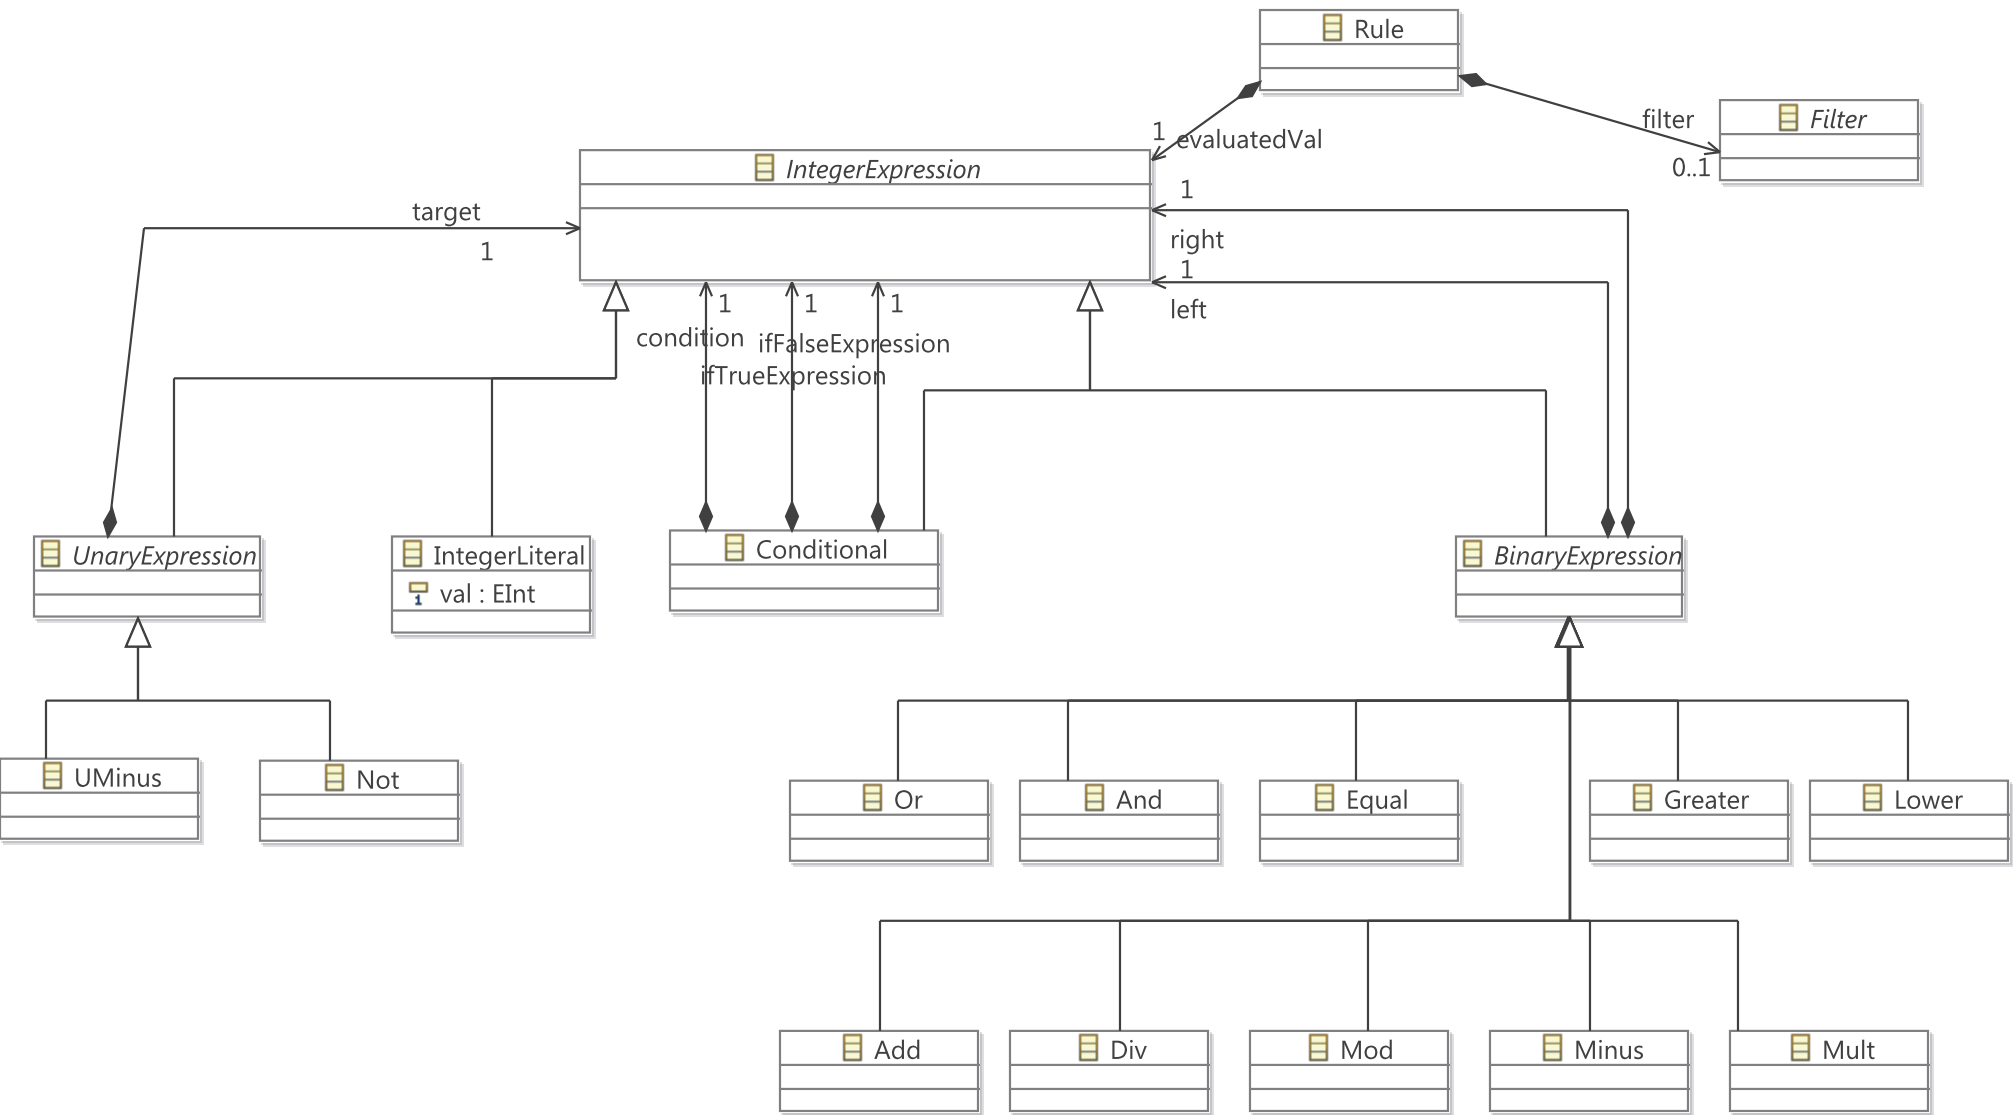 Rule
filter
Filter
0..1
1
evaluatedVal
IntegerExpression
1
target
1
right
1
left
1
1
1
condition
ifFalseExpression
ifTrueExpression
UnaryExpression
IntegerLiteral
val : EInt
1
Conditional
BinaryExpression
UMinus
Not
Or
And
Equal
Greater
Lower
Add
Div
Mod
Minus
Mult